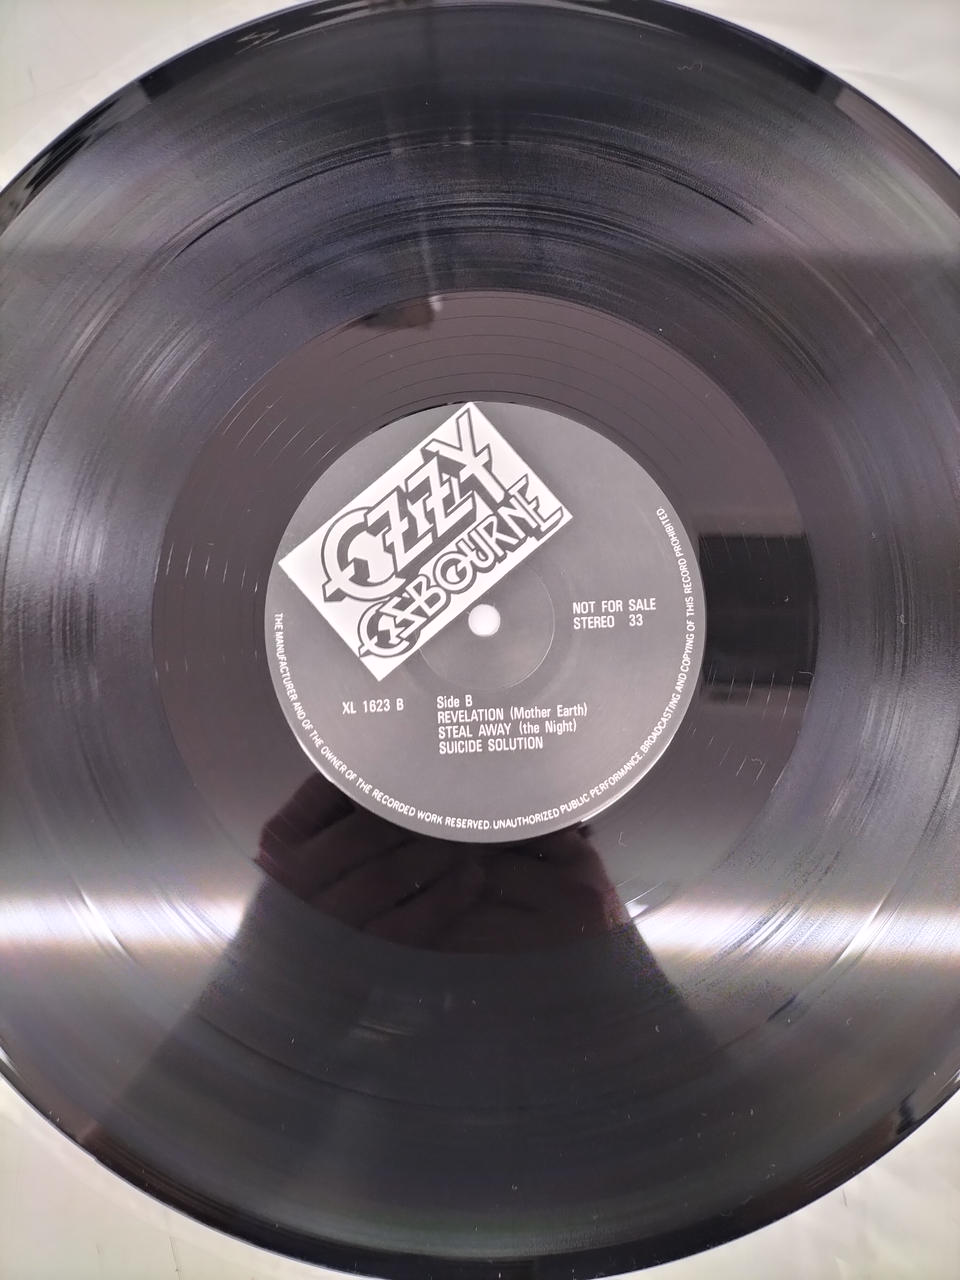 OZZY
OSBOURNE
NOT FOR SALE
STEREO 33
XL 1623 B
Side B
REVELATION (Mother Earth)
STEAL AWAY (the Night)
SUICIDE SOLUTION
THE MANUFACTURER AND OF THE OWNER OF THE RECORDED WORK RESERVED. UNAUTHORIZED PUBLIC PERFORMANCE, BROADCASTING AND COPYING OF THIS RECORD PROHIBITED.